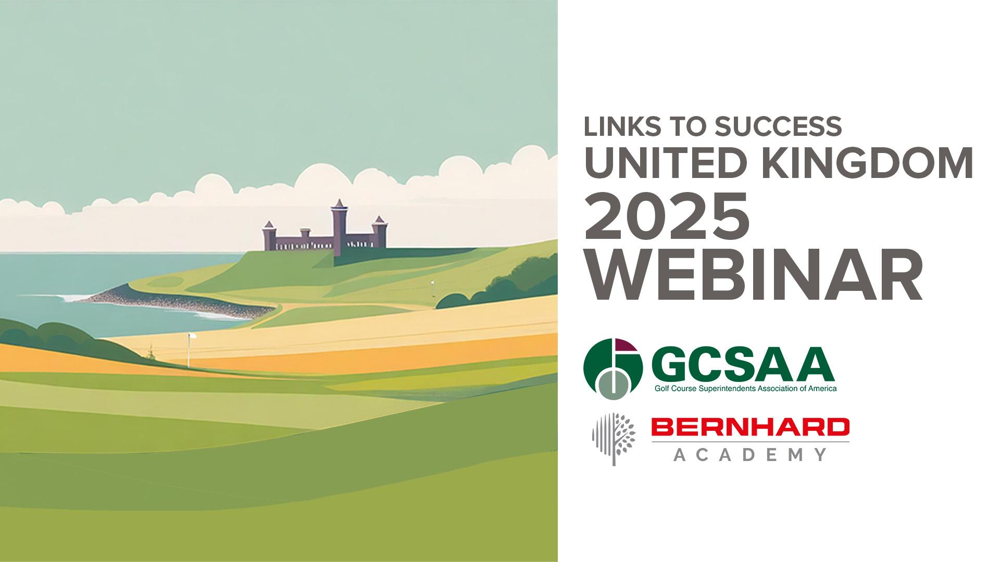 LINKS TO SUCCESS
UNITED KINGDOM
2025
WEBINAR
GCSAA
Golf Course Superintendents Association of America
BERNHARD
ACADEMY